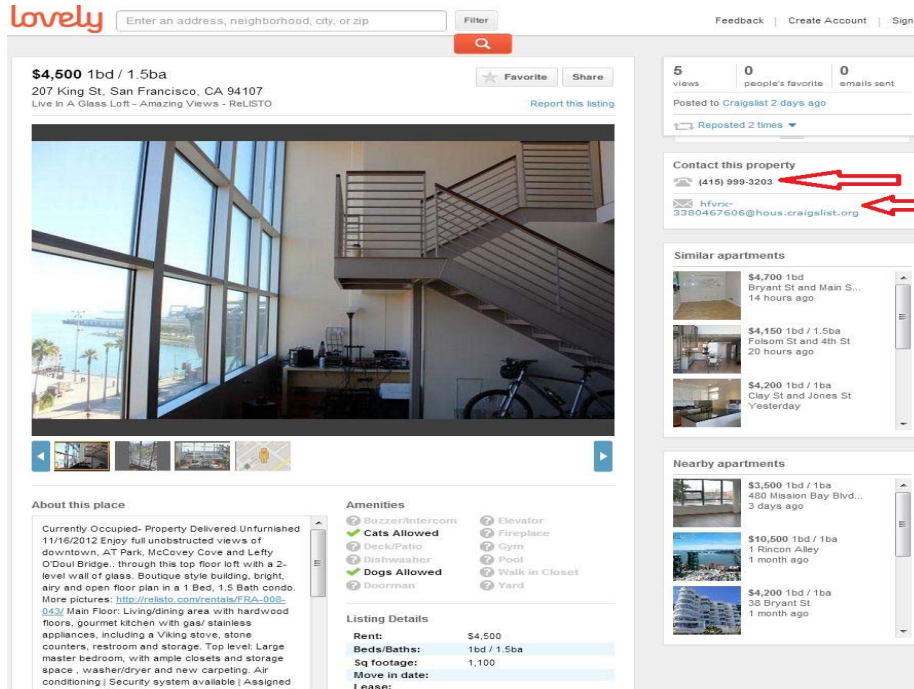 Lovely
Enter an address, neighborhood, city, or zip
Filter
Feedback | Create Account | Sign
$4,500 1bd / 1.5ba
207 King St, San Francisco, CA 94107
Live In A Glass Loft - Amazing Views - ReLISTO
Favorite
Share
Report this listing
5
views
0
people's favorite
0
emails sent
Posted to Craigslist 2 days ago
Reposted 2 times
Contact this property
(415) 999-3203
hfvrx-
3380467606@hous.craigslist.org
Similar apartments
$4,700 1bd
Bryant St and Main S...
14 hours ago
$4,150 1bd / 1.5ba
Folsom St and 4th St
20 hours ago
$4,200 1bd / 1ba
Clay St and Jones St
Yesterday
Nearby apartments
$3,500 1bd / 1ba
480 Mission Bay Blvd...
3 days ago
$10,500 1bd / 1ba
1 Rincon Alley
1 month ago
$4,200 1bd / 1ba
38 Bryant St
1 month ago
About this place
Currently Occupied- Property Delivered Unfurnished
11/16/2012 Enjoy full unobstructed views of
downtown, AT Park, McCovey Cove and Lefty
O'Doul Bridge.. through this top floor loft with a 2-
level wall of glass. Boutique style building, bright,
airy and open floor plan in a 1 Bed, 1.5 Bath condo.
More pictures: http://relisto.com/rentals/FRA-008-
043/ Main Floor: Living/dining area with hardwood
floors, gourmet kitchen with gas/ stainless
appliances, including a Viking stove, stone
counters, restroom and storage. Top level: Large
master bedroom, with ample closets and storage
space , washer/dryer and new carpeting. Air
conditioning | Security system available | Assigned
Amenities
Buzzer/Intercom
Cats Allowed
Deck/Patio
Dishwasher
Dogs Allowed
Doorman
Elevator
Fireplace
Gym
Pool
Walk in Closet
Yard
Listing Details
Rent: $4,500
Beds/Baths: 1bd / 1.5ba
Sq footage: 1,100
Move in date:
Lease: